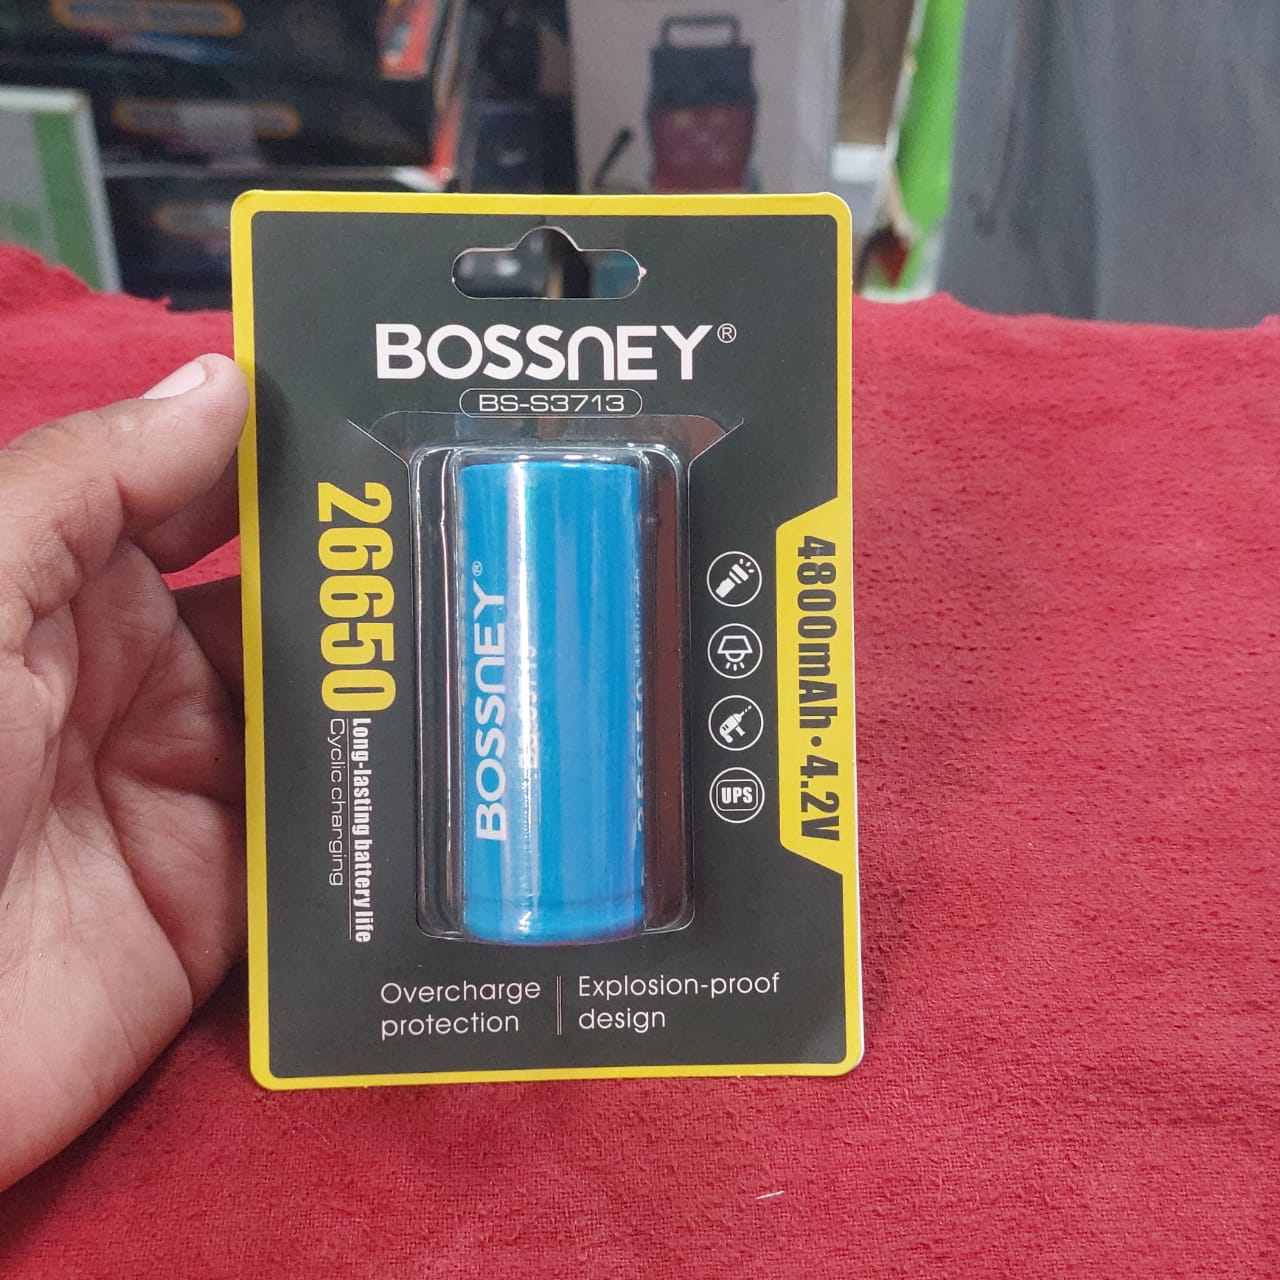 BOSSNEY®
BS-S3713
26650
Long-lasting battery life
Cyclic charging
BOSSNEY®
4800mAh·4.2V
UPS
Overcharge protection
Explosion-proof design